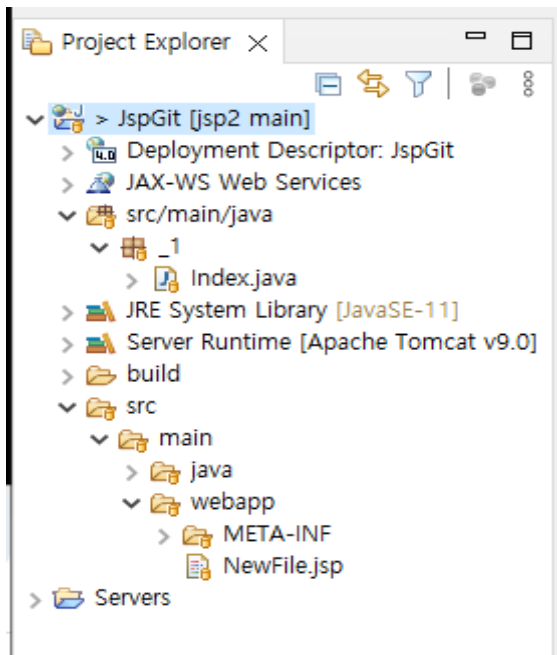 Project Explorer
> JspGit [jsp2 main]
4.0 Deployment Descriptor: JspGit
JAX-WS Web Services
src/main/java
_1
Index.java
JRE System Library [JavaSE-11]
Server Runtime [Apache Tomcat v9.0]
build
src
main
java
webapp
META-INF
NewFile.jsp
Servers